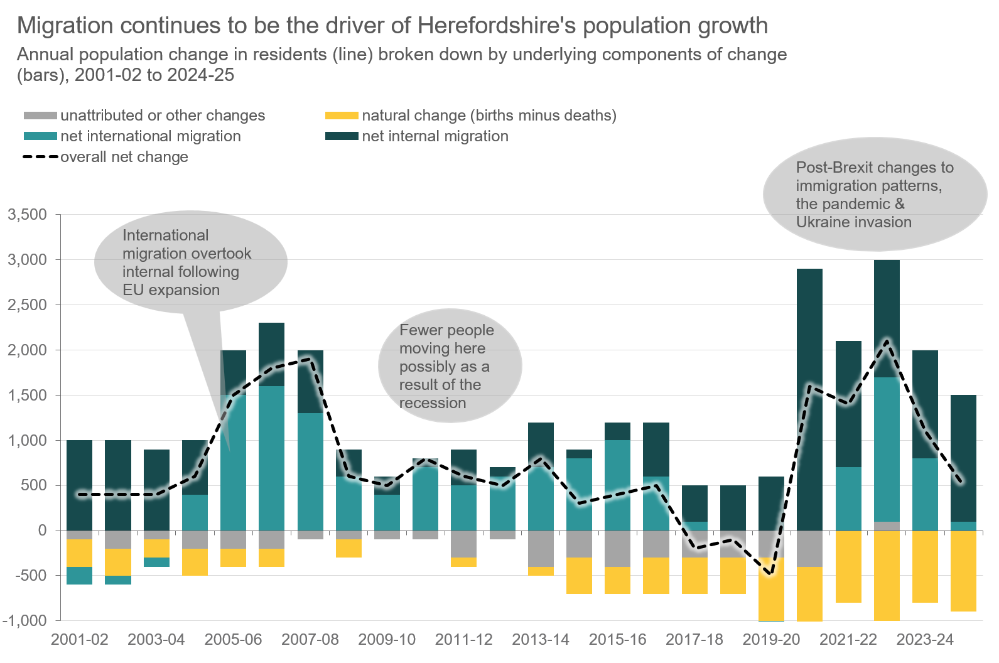 Migration continues to be the driver of Herefordshire's population growth
Annual population change in residents (line) broken down by underlying components of change
(bars), 2001-02 to 2024-25
unattributed or other changes
natural change (births minus deaths)
net international migration
net internal migration
overall net change
Post-Brexit changes to
immigration patterns,
the pandemic &
Ukraine invasion
International
migration overtook
internal following
EU expansion
Fewer people
moving here
possibly as a
result of the
recession
3,500
3,000
2,500
2,000
1,500
1,000
500
0
-500
-1,000
2001-02
2003-04
2005-06
2007-08
2009-10
2011-12
2013-14
2015-16
2017-18
2019-20
2021-22
2023-24